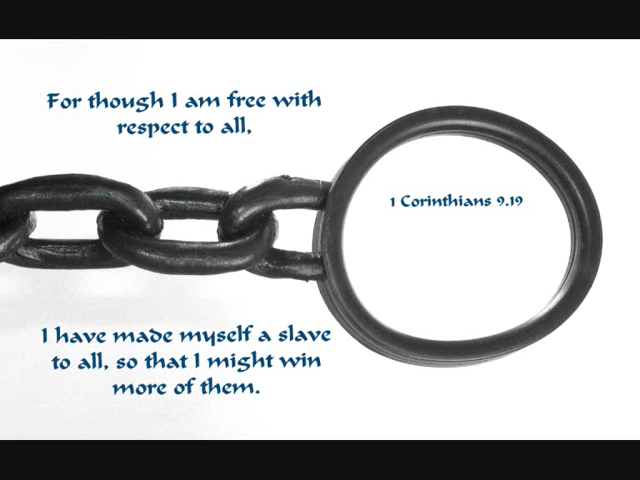 For though I am free with
respect to all,
1 Corinthians 9.19
I have made myself a slave
to all, so that I might win
more of them.